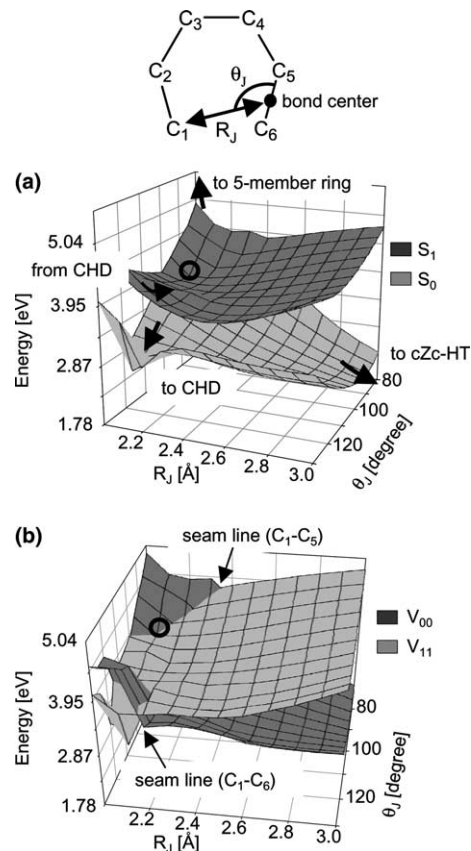 C₃ C₄
C₂ θJ C₅
bond center
C₁ RJ C₆
(a)
to 5-member ring
5.04
from CHD
S₁
S₀
3.95
Energy [eV]
to cZc-HT
2.87
to CHD
80
100
1.78
120
θJ [degree]
2.2 2.4 2.6 2.8 3.0
RJ [Å]
(b)
seam line (C₁-C₅)
V₀₀
V₁₁
5.04
Energy [eV]
3.95
80
2.87
100
seam line (C₁-C₆)
120
θJ [degree]
1.78
2.2 2.4 2.6 2.8 3.0
RJ [Å]